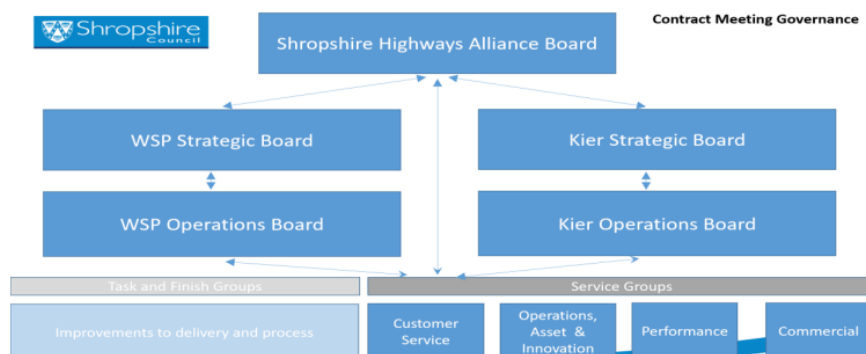 Shropshire
Council
Contract Meeting Governance
Shropshire Highways Alliance Board
WSP Strategic Board
Kier Strategic Board
WSP Operations Board
Kier Operations Board
Task and Finish Groups
Service Groups
Improvements to delivery and process
Customer
Service
Operations,
Asset &
Innovation
Performance
Commercial